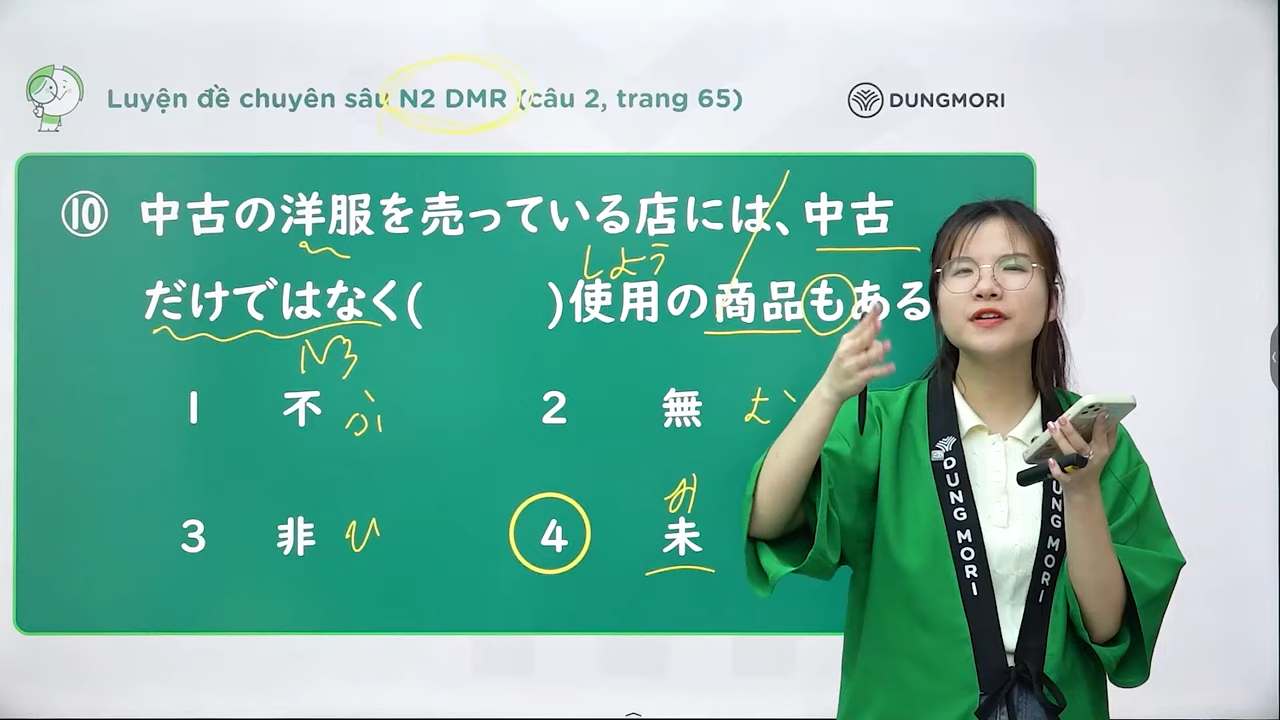 Luyện đề chuyên sâu N2 DMR (câu 2, trang 65)
DUNGMORI
⑩ 中古の洋服を売っている店には、中古
しよう
だけではなく( )使用の商品もある
N3
1 不 ふ 2 無 む
み
3 非 ひ 4 未
DUNG MORI
UNG MORI